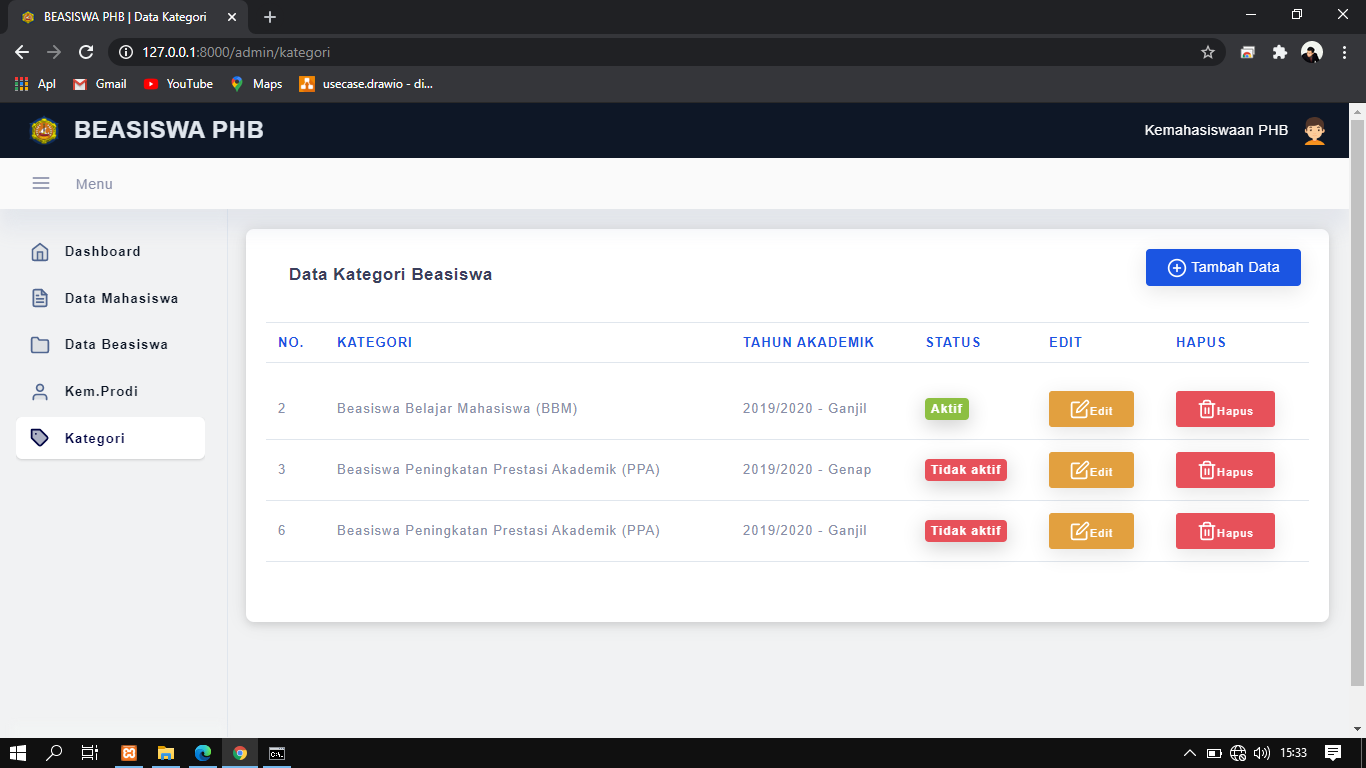 BEASISWA PHB | Data Kategori
127.0.0.1:8000/admin/kategori
Apl Gmail YouTube Maps usecase.drawio - di...
BEASISWA PHB
Kemahasiswaan PHB
Menu
Dashboard
Data Mahasiswa
Data Beasiswa
Kem.Prodi
Kategori
Data Kategori Beasiswa
Tambah Data
NO. KATEGORI TAHUN AKADEMIK STATUS EDIT HAPUS
2 Beasiswa Belajar Mahasiswa (BBM) 2019/2020 - Ganjil Aktif Edit Hapus
3 Beasiswa Peningkatan Prestasi Akademik (PPA) 2019/2020 - Genap Tidak aktif Edit Hapus
6 Beasiswa Peningkatan Prestasi Akademik (PPA) 2019/2020 - Ganjil Tidak aktif Edit Hapus
15:33